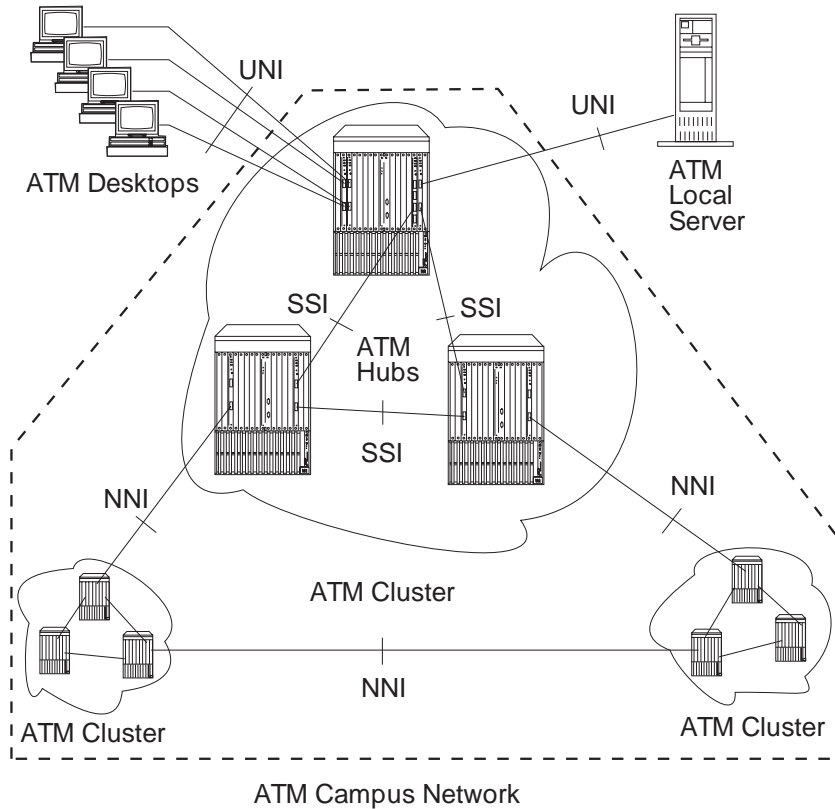 UNI
UNI
ATM Desktops
ATM
Local
Server
SSI
SSI
ATM
Hubs
SSI
NNI
NNI
ATM Cluster
NNI
ATM Cluster
ATM Cluster
ATM Campus Network